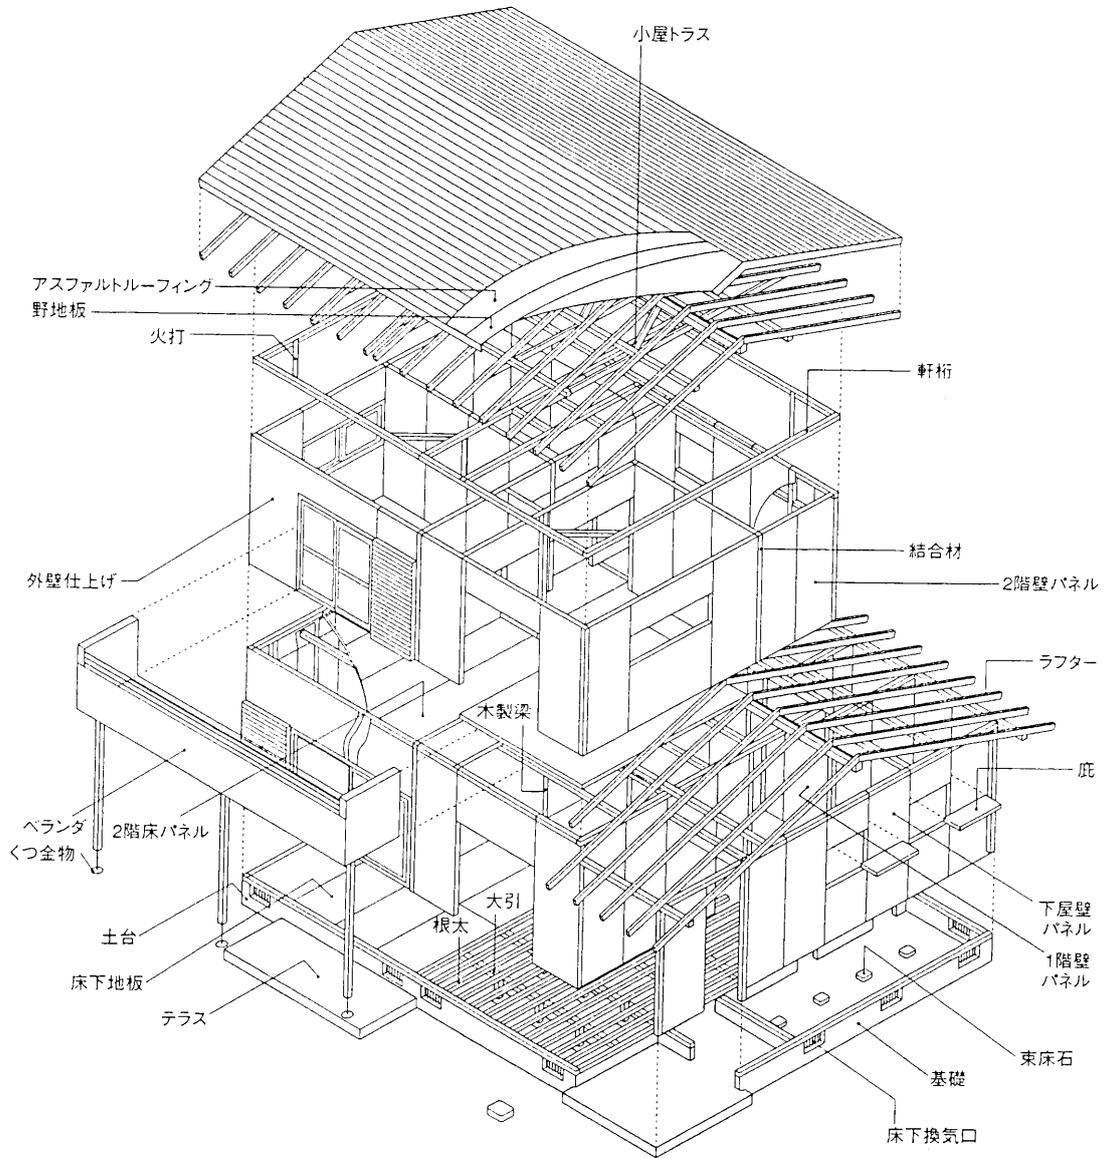 小屋トラス
アスファルトルーフィング
野地板
火打
軒桁
結合材
外壁仕上げ
2階壁パネル
ラフター
木製梁
庇
ベランダ
2階床パネル
くつ金物
大引
根太
下屋壁
パネル
土台
1階壁
パネル
床下地板
テラス
束床石
基礎
床下換気口